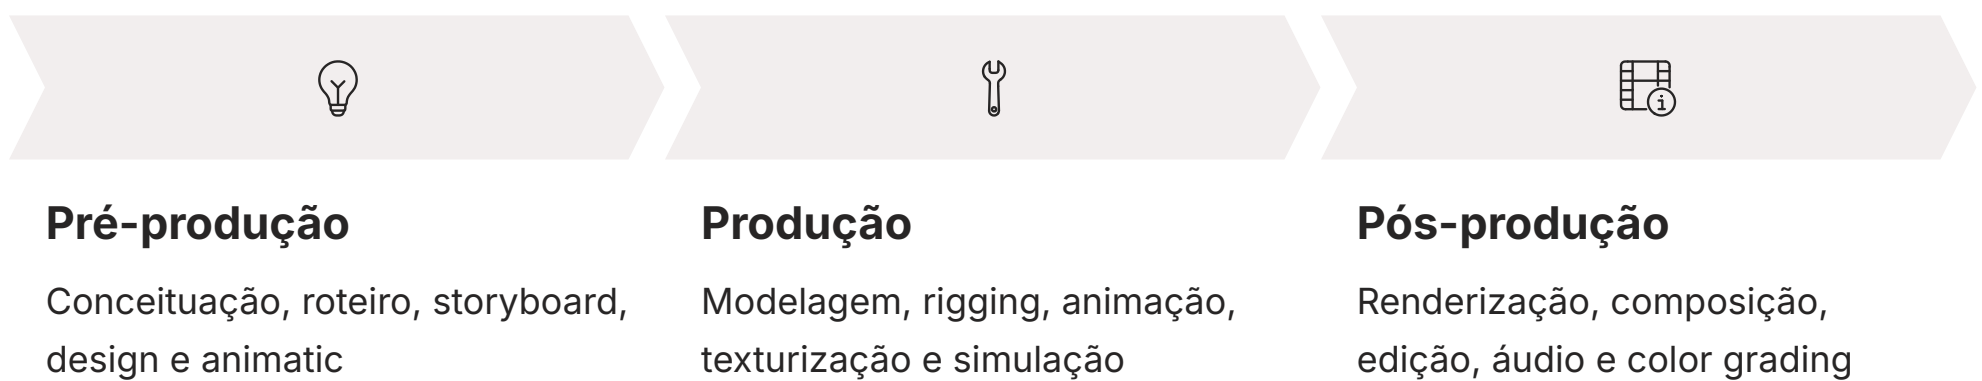 Pré-produção
Conceituação, roteiro, storyboard,
design e animatic
Produção
Modelagem, rigging, animação,
texturização e simulação
Pós-produção
Renderização, composição,
edição, áudio e color grading